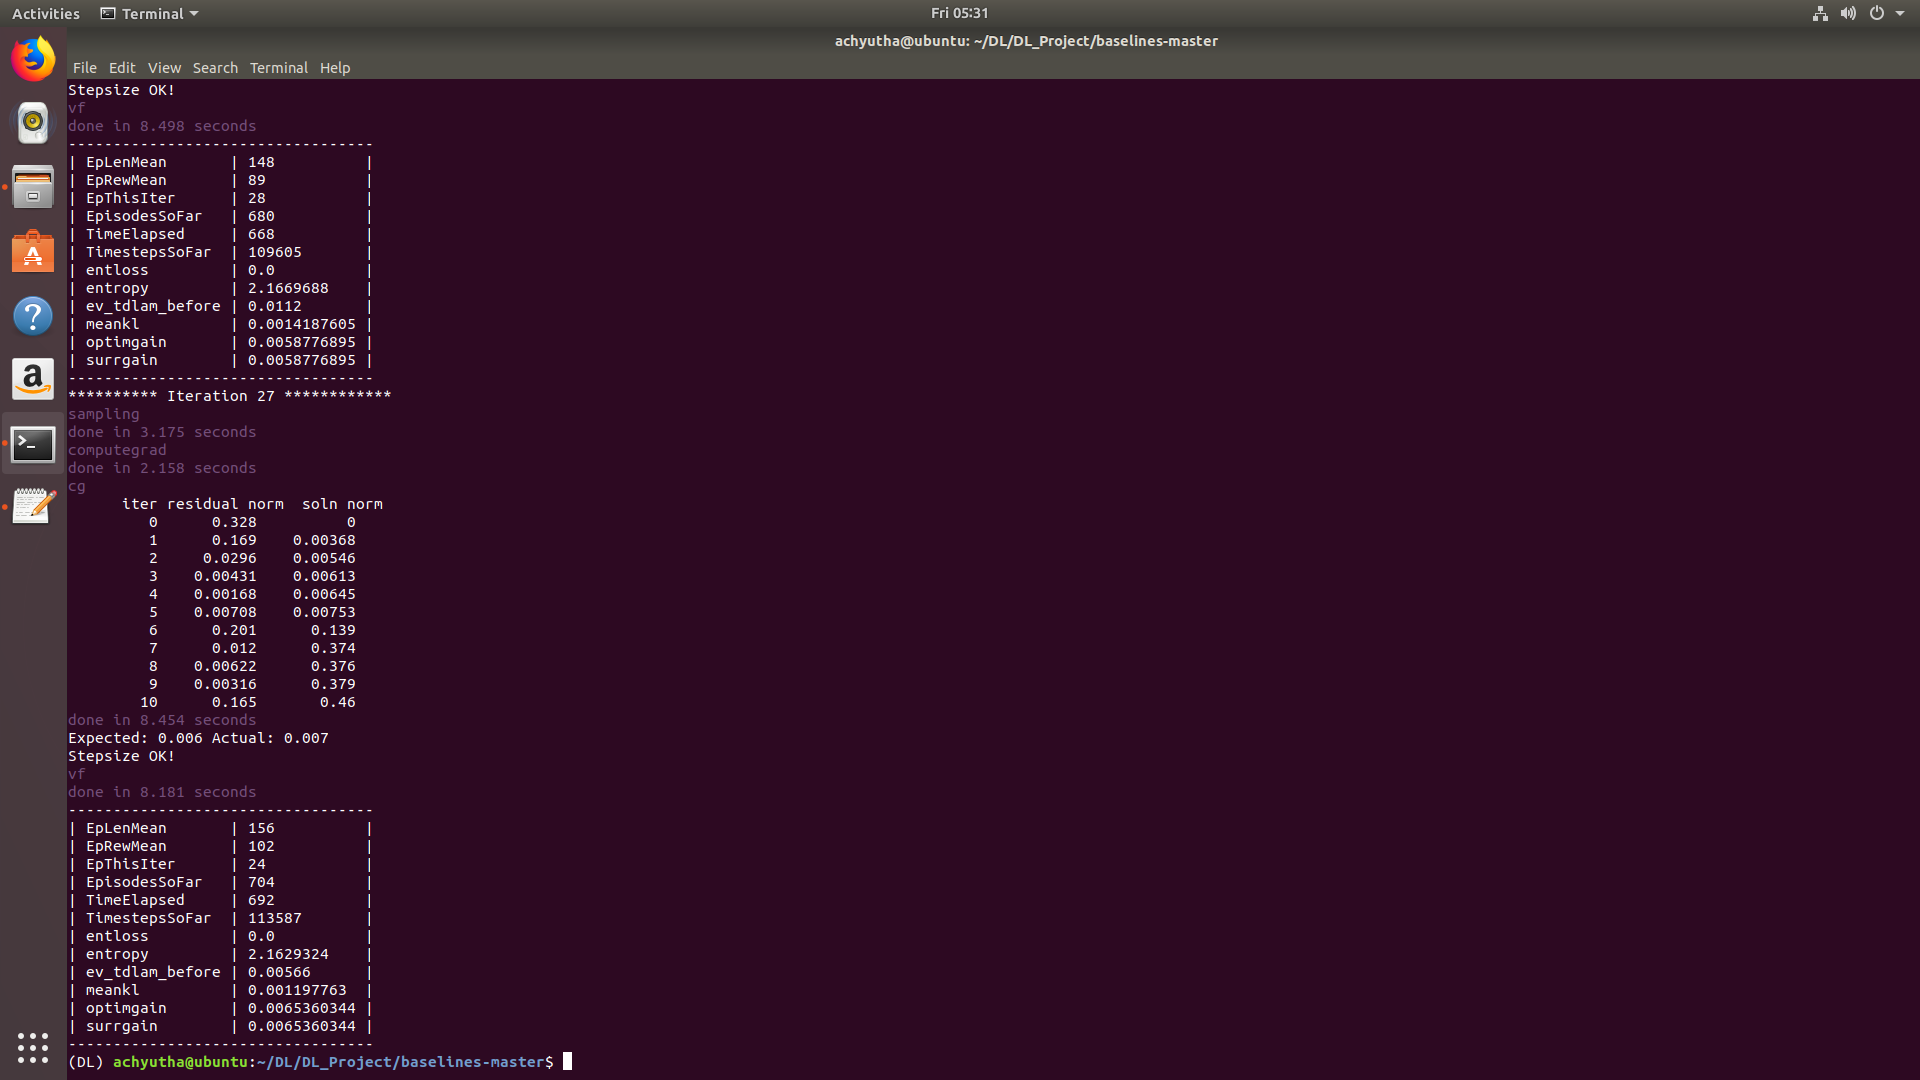 Activities Terminal Fri 05:31
achyutha@ubuntu: ~/DL/DL_Project/baselines-master
File Edit View Search Terminal Help
Stepsize OK!
vf
done in 8.498 seconds
----------------------------------
| EpLenMean | 148 |
| EpRewMean | 89 |
| EpThisIter | 28 |
| EpisodesSoFar | 680 |
| TimeElapsed | 668 |
| TimestepsSoFar | 109605 |
| entloss | 0.0 |
| entropy | 2.1669688 |
| ev_tdlam_before | 0.0112 |
| meankl | 0.0014187605 |
| optimgain | 0.0058776895 |
| surrgain | 0.0058776895 |
----------------------------------
********** Iteration 27 ************
sampling
done in 3.175 seconds
computegrad
done in 2.158 seconds
cg
iter residual norm soln norm
0 0.328 0
1 0.169 0.00368
2 0.0296 0.00546
3 0.00431 0.00613
4 0.00168 0.00645
5 0.00708 0.00753
6 0.201 0.139
7 0.012 0.374
8 0.00622 0.376
9 0.00316 0.379
10 0.165 0.46
done in 8.454 seconds
Expected: 0.006 Actual: 0.007
Stepsize OK!
vf
done in 8.181 seconds
----------------------------------
| EpLenMean | 156 |
| EpRewMean | 102 |
| EpThisIter | 24 |
| EpisodesSoFar | 704 |
| TimeElapsed | 692 |
| TimestepsSoFar | 113587 |
| entloss | 0.0 |
| entropy | 2.1629324 |
| ev_tdlam_before | 0.00566 |
| meankl | 0.001197763 |
| optimgain | 0.0065360344 |
| surrgain | 0.0065360344 |
----------------------------------
(DL) achyutha@ubuntu:~/DL/DL_Project/baselines-master$